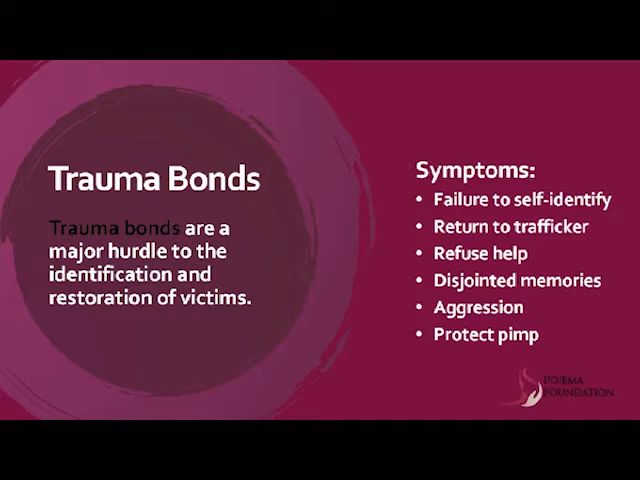 Trauma Bonds
Trauma bonds are a
major hurdle to the
identification and
restoration of victims.
Symptoms:
• Failure to self-identify
• Return to trafficker
• Refuse help
• Disjointed memories
• Aggression
• Protect pimp
POIEMA
FOUNDATION